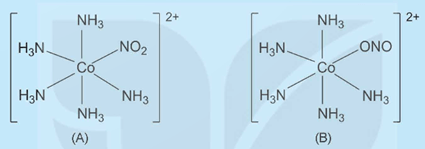 NH₃ 2+ NH₃ 2+
H₃N NO₂ H₃N ONO
Co Co
H₃N NH₃ H₃N NH₃
NH₃ NH₃
(A) (B)